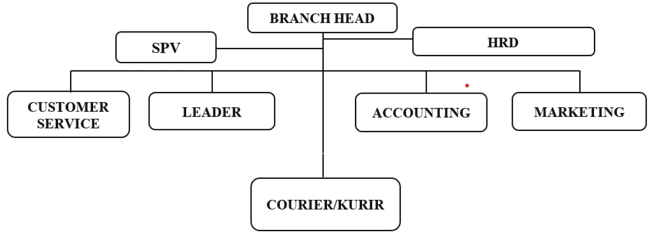 BRANCH HEAD
SPV
HRD
CUSTOMER
SERVICE
LEADER
ACCOUNTING
MARKETING
COURIER/KURIR